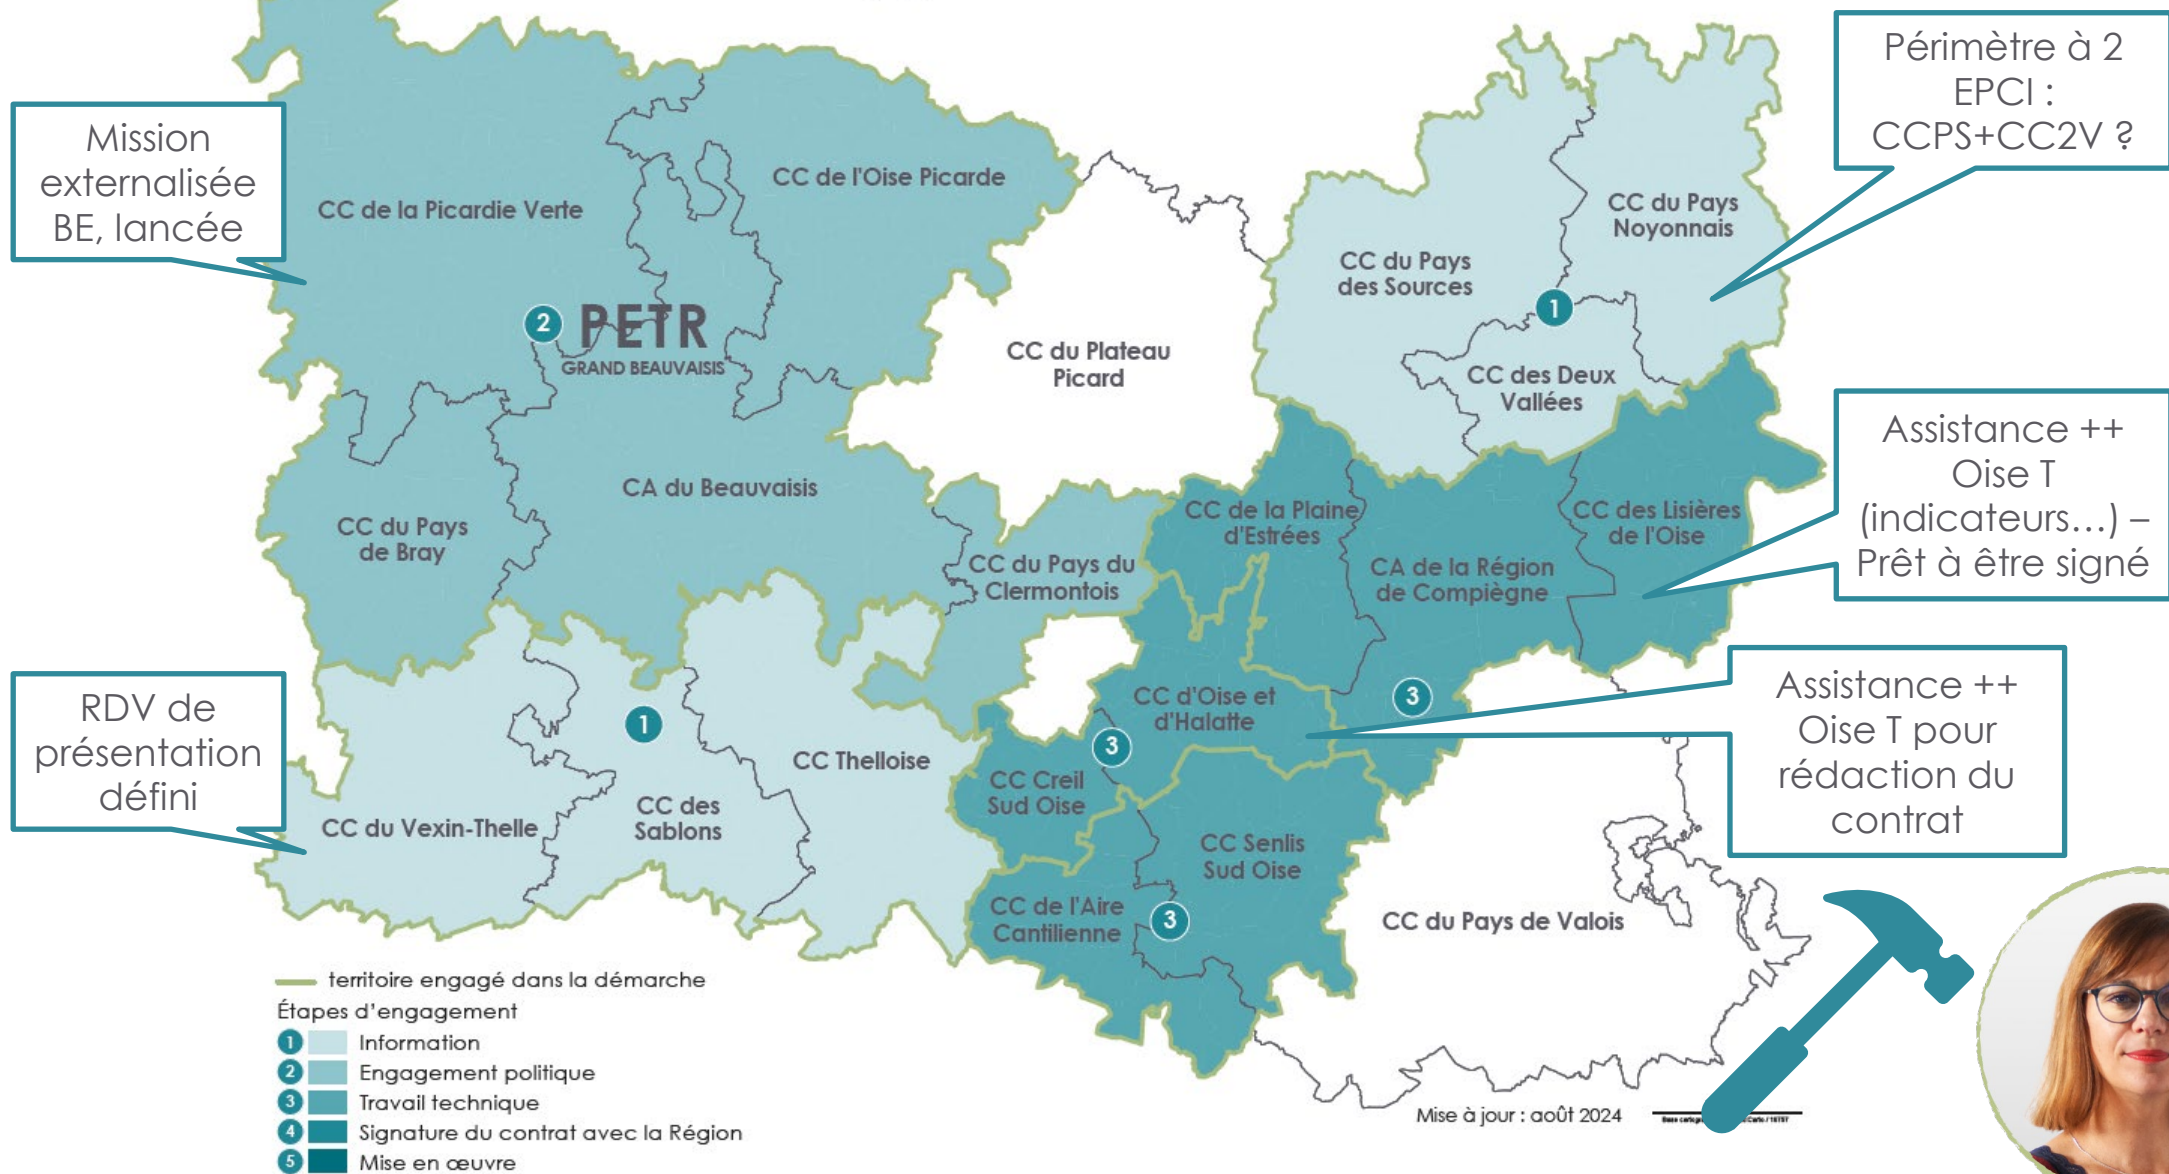 Mission
externalisée
BE, lancée
Périmètre à 2
EPCI :
CCPS+CC2V ?
CC de la Picardie Verte
CC de l'Oise Picarde
CC du Pays
Noyonnais
CC du Pays
des Sources
1
2
PETR
GRAND BEAUVAISIS
CC du Plateau
Picard
CC des Deux
Vallées
Assistance ++
Oise T
(indicateurs...) –
Prêt à être signé
CA du Beauvaisis
CC du Pays
de Bray
CC de la Plaine
d'Estrées
CC des Lisières
de l'Oise
CC du Pays du
Clermontois
CA de la Région
de Compiègne
RDV de
présentation
défini
1
CC d'Oise et
d'Halatte
3
3
Assistance ++
Oise T pour
rédaction du
contrat
CC Thelloise
CC Creil
Sud Oise
CC du Vexin-Thelle
CC des
Sablons
CC Senlis
Sud Oise
CC de l'Aire
Cantilienne
3
CC du Pays de Valois
territoire engagé dans la démarche
Étapes d'engagement
1 Information
2 Engagement politique
3 Travail technique
4 Signature du contrat avec la Région
5 Mise en œuvre
Mise à jour : août 2024